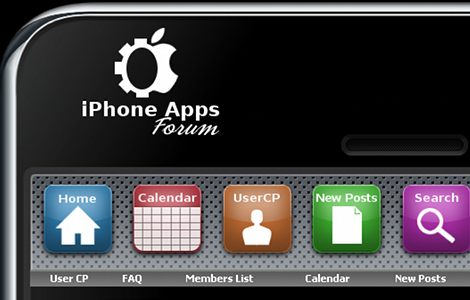 iPhone Apps
Forum
Home Calendar UserCP New Posts Search
User CP FAQ Members List Calendar New Posts